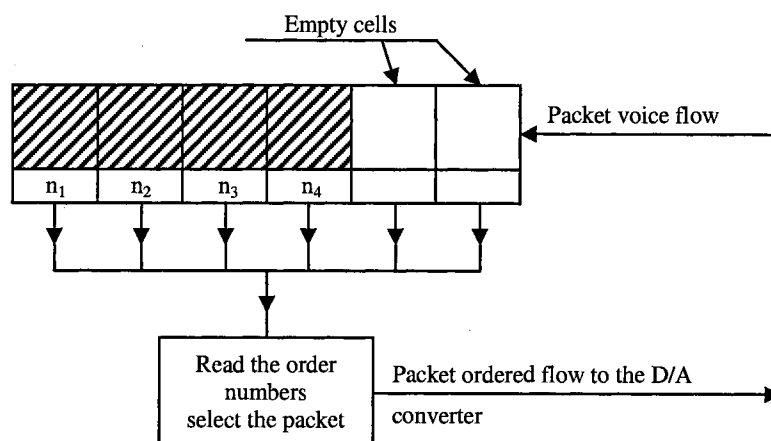 Empty cells
Packet voice flow
n₁ n₂ n₃ n₄
Read the order
numbers
select the packet
Packet ordered flow to the D/A
converter